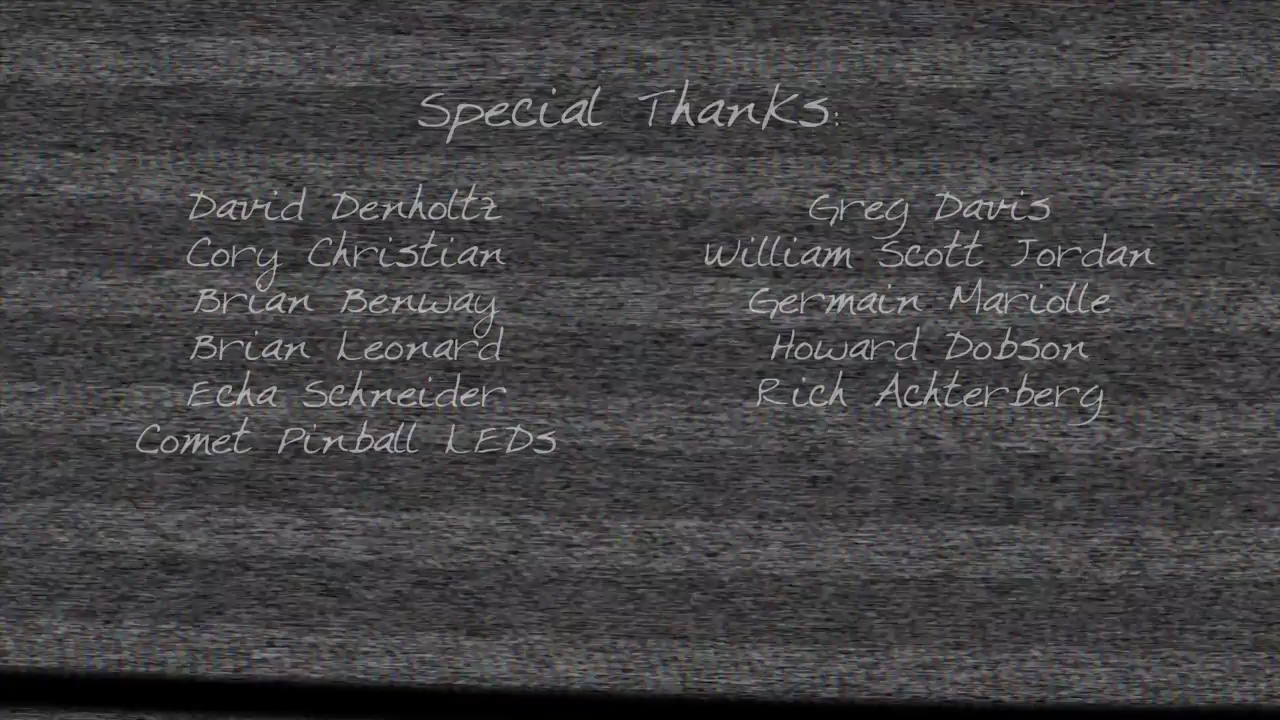 Special Thanks:
David Denholtz
Cory Christian
Brian Benway
Brian Leonard
Echa Schneider
Comet Pinball LEDs
Greg Davis
William Scott Jordan
Germain Mariolle
Howard Dobson
Rich Achterberg